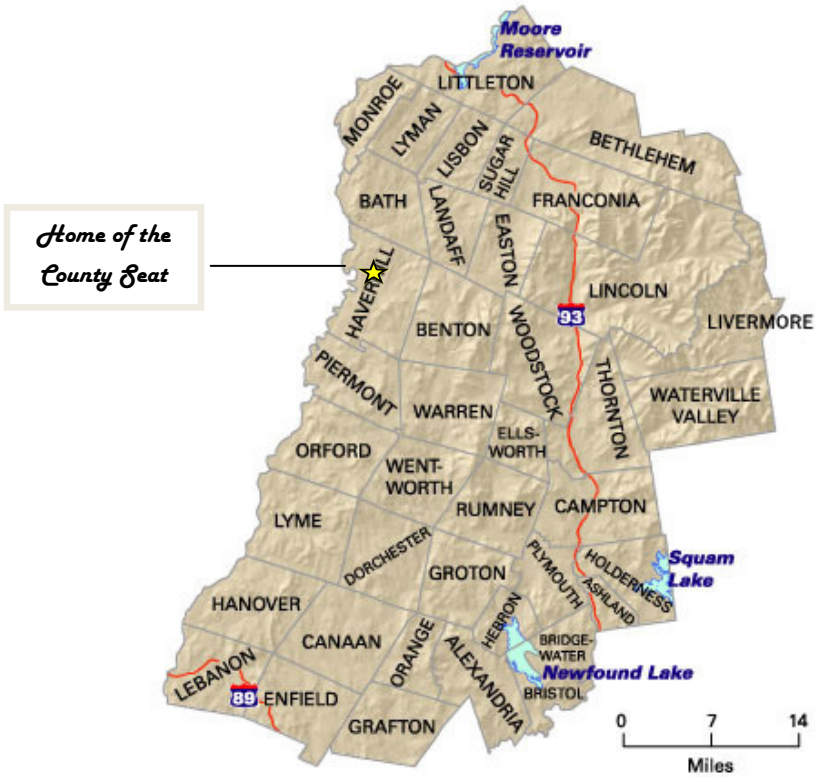 Moore
Reservoir
LITTLETON
MONROE
LYMAN
LISBON
SUGAR
HILL
BETHLEHEM
BATH
LANDAFF
FRANCONIA
EASTON
Home of the
County Seat
HAVERHILL
LINCOLN
93
LIVERMORE
BENTON
WOODSTOCK
PIERMONT
THORNTON
WATERVILLE
VALLEY
WARREN
ELLS-
WORTH
ORFORD
WENT-
WORTH
RUMNEY
CAMPTON
LYME
DORCHESTER
GROTON
PLYMOUTH
HOLDERNESS
ASHLAND
Squam
Lake
HANOVER
HEBRON
CANAAN
ORANGE
ALEXANDRIA
BRIDGE-
WATER
Newfound Lake
BRISTOL
LEBANON
89
ENFIELD
GRAFTON
0 7 14
Miles